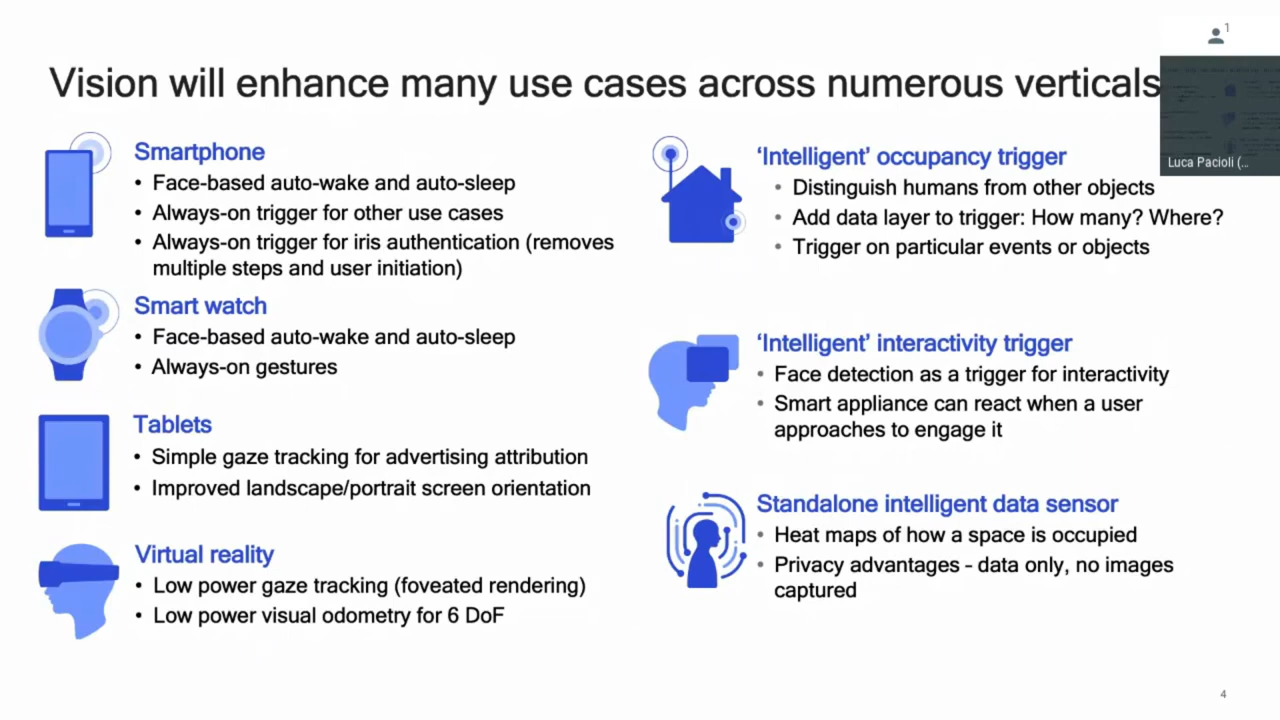 Vision will enhance many use cases across numerous verticals
Smartphone
• Face-based auto-wake and auto-sleep
• Always-on trigger for other use cases
• Always-on trigger for iris authentication (removes
multiple steps and user initiation)
Smart watch
• Face-based auto-wake and auto-sleep
• Always-on gestures
Tablets
• Simple gaze tracking for advertising attribution
• Improved landscape/portrait screen orientation
Virtual reality
• Low power gaze tracking (foveated rendering)
• Low power visual odometry for 6 DoF
‘Intelligent’ occupancy trigger
• Distinguish humans from other objects
• Add data layer to trigger: How many? Where?
• Trigger on particular events or objects
‘Intelligent’ interactivity trigger
• Face detection as a trigger for interactivity
• Smart appliance can react when a user
approaches to engage it
Standalone intelligent data sensor
• Heat maps of how a space is occupied
• Privacy advantages - data only, no images
captured
1
Luca Pacioli (...
4